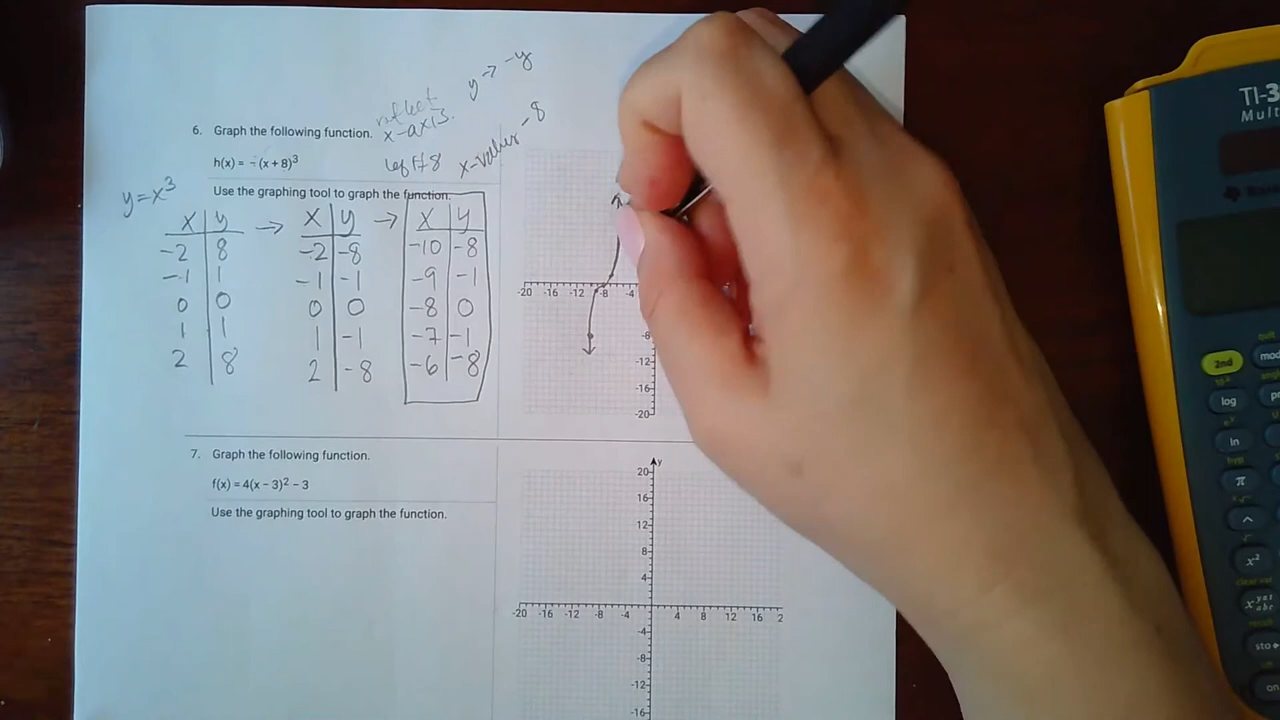 6. Graph the following function.
reflect
x-axis.
y → -y
h(x) = -(x + 8)³
left 8
x-values -8
y = x³
Use the graphing tool to graph the function.
x y → x y → x y
-2 8 -2 -8 -10 -8
-1 1 -1 -1 -9 -1
0 0 0 0 -8 0
1 1 1 -1 -7 -1
2 8 2 -8 -6 -8
-20 -16 -12 -8 -4
-8
-12
-16
-20
7. Graph the following function.
f(x) = 4(x - 3)² - 3
Use the graphing tool to graph the function.
y
20
16
12
8
4
-20 -16 -12 -8 -4 4 8 12 16 2
-4
-8
-12
-16
TI-3
Mult
2nd
log
ln
π
^
x²
sto▸
on